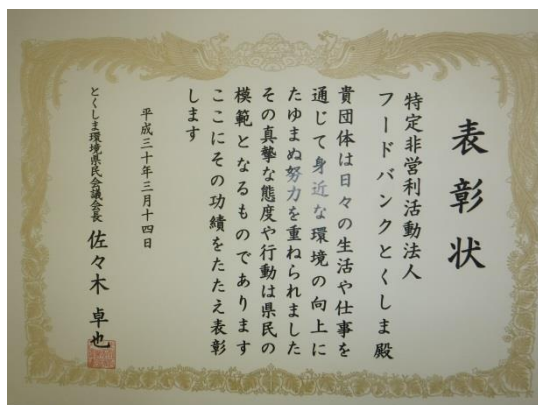 表彰状
特定非営利活動法人
フードバンクとくしま殿
貴団体は日々の生活や仕事を
通じて身近な環境の向上に
たゆまぬ努力を重ねられました
その真摯な態度や行動は県民の
模範となるものであります
ここにその功績をたたえ表彰
します
平成三十年三月十四日
とくしま環境県民会議会長 佐々木卓也